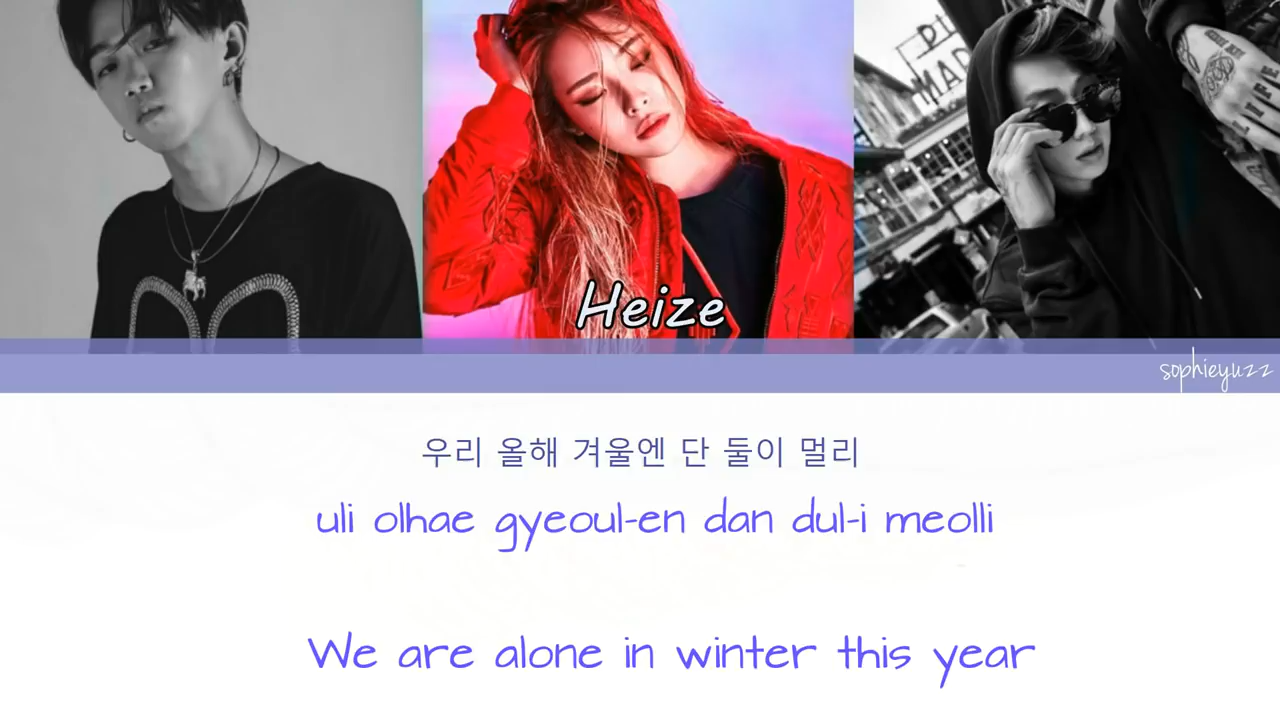 Heize
sophieyuzz
우리 올해 겨울엔 단 둘이 멀리
uli olhae gyeoul-en dan dul-i meolli
We are alone in winter this year